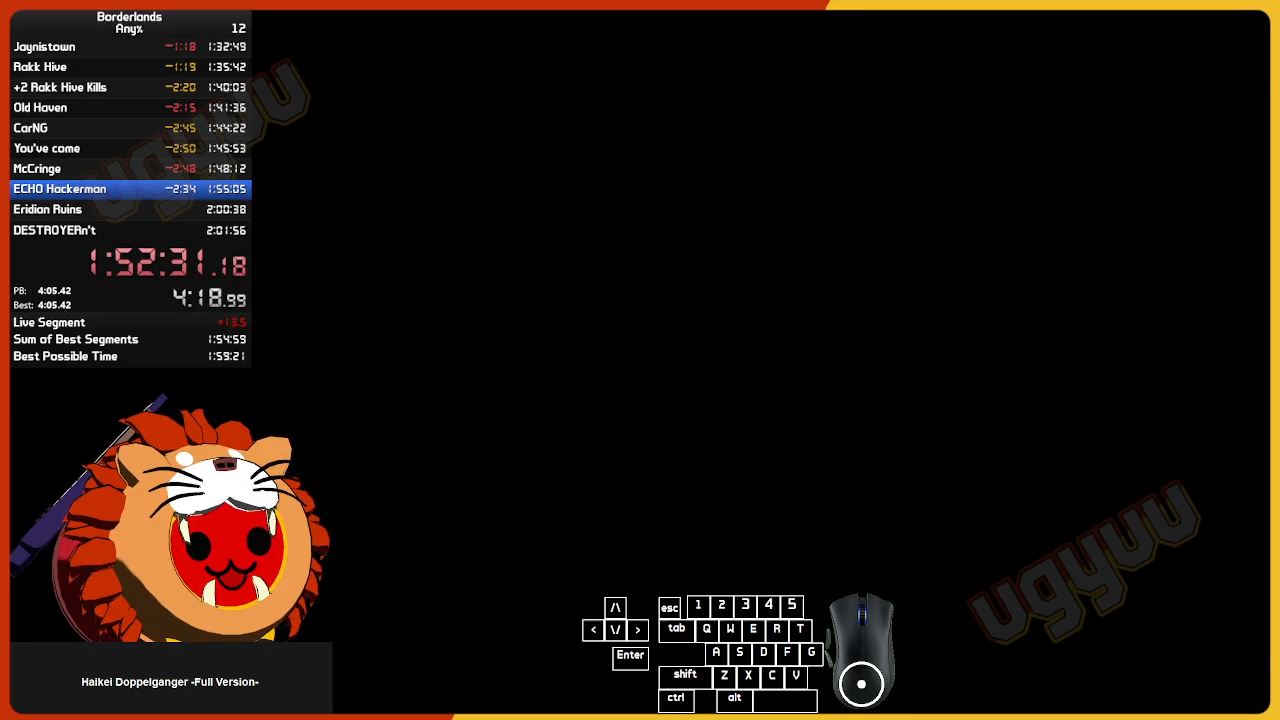 Borderlands
Any% 12
Jaynistown −1:18 1:32:49
Rakk Hive −1:19 1:35:42
+2 Rakk Hive Kills −2:20 1:40:03
Old Haven −2:15 1:41:36
CarNG −2:45 1:44:22
You've come −2:50 1:45:53
McCringe −2:48 1:48:12
ECHO Hackerman −2:34 1:55:05
Eridian Ruins 2:00:38
DESTROYERn't 2:01:56
1:52:31.18
PB: 4:05.42
Best: 4:05.42
4:18.99
Live Segment +13.5
Sum of Best Segments 1:54:59
Best Possible Time 1:59:21
ugyuu
ugyuu
Haikei Doppelganger -Full Version-
/\ esc 1 2 3 4 5
< \/ > tab Q W E R T
Enter A S D F G
shift Z X C V
ctrl alt